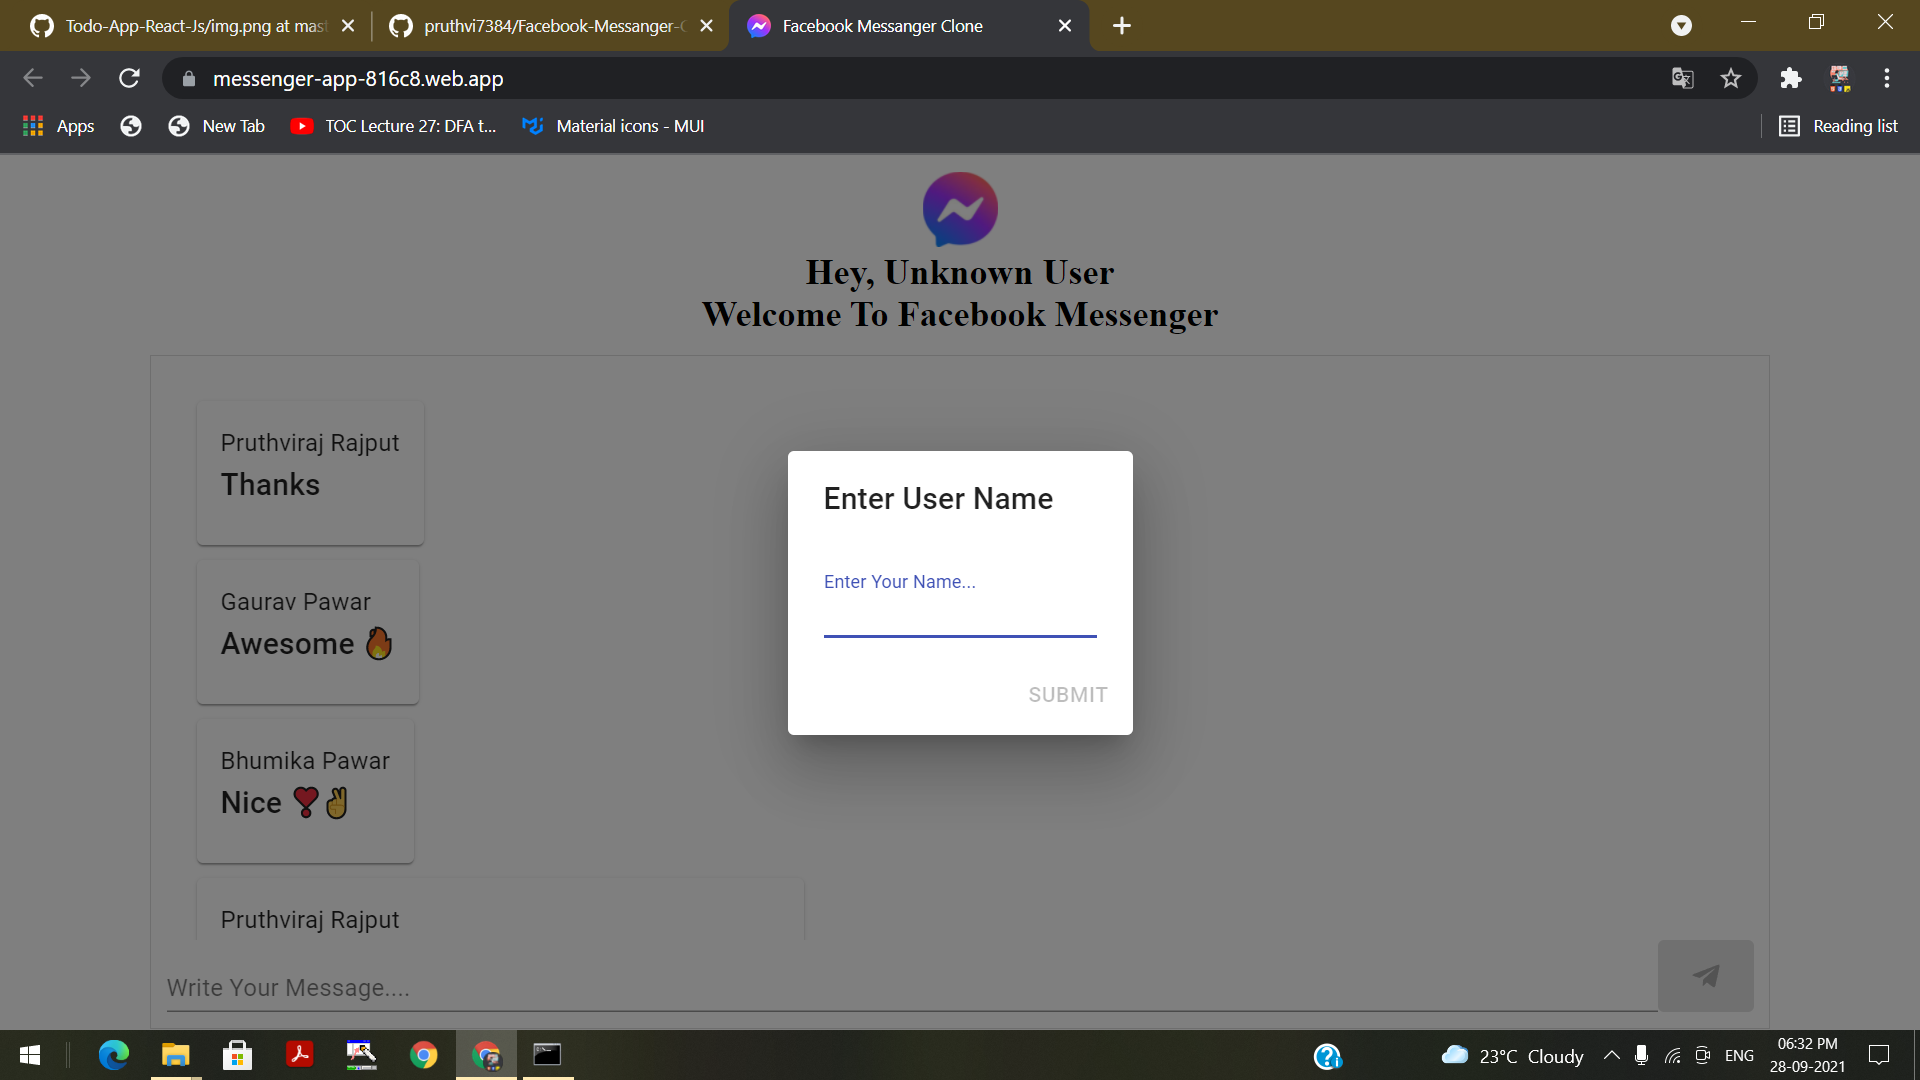 Todo-App-React-Js/img.png at mas
pruthvi7384/Facebook-Messanger-C
Facebook Messanger Clone
messenger-app-816c8.web.app
Apps
New Tab
TOC Lecture 27: DFA t...
Material icons - MUI
Reading list
Hey, Unknown User
Welcome To Facebook Messenger
Pruthviraj Rajput
Thanks
Gaurav Pawar
Awesome 🔥
Bhumika Pawar
Nice ❣️✌️
Pruthviraj Rajput
Enter User Name
Enter Your Name...
SUBMIT
Write Your Message....
23°C Cloudy
ENG
06:32 PM
28-09-2021